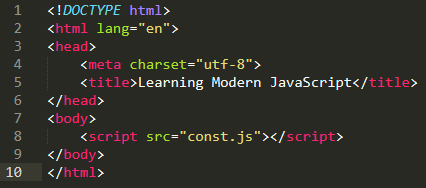 1 <!DOCTYPE html>
2 <html lang="en">
3 <head>
4     <meta charset="utf-8">
5     <title>Learning Modern JavaScript</title>
6 </head>
7 <body>
8     <script src="const.js"></script>
9 </body>
10 </html>